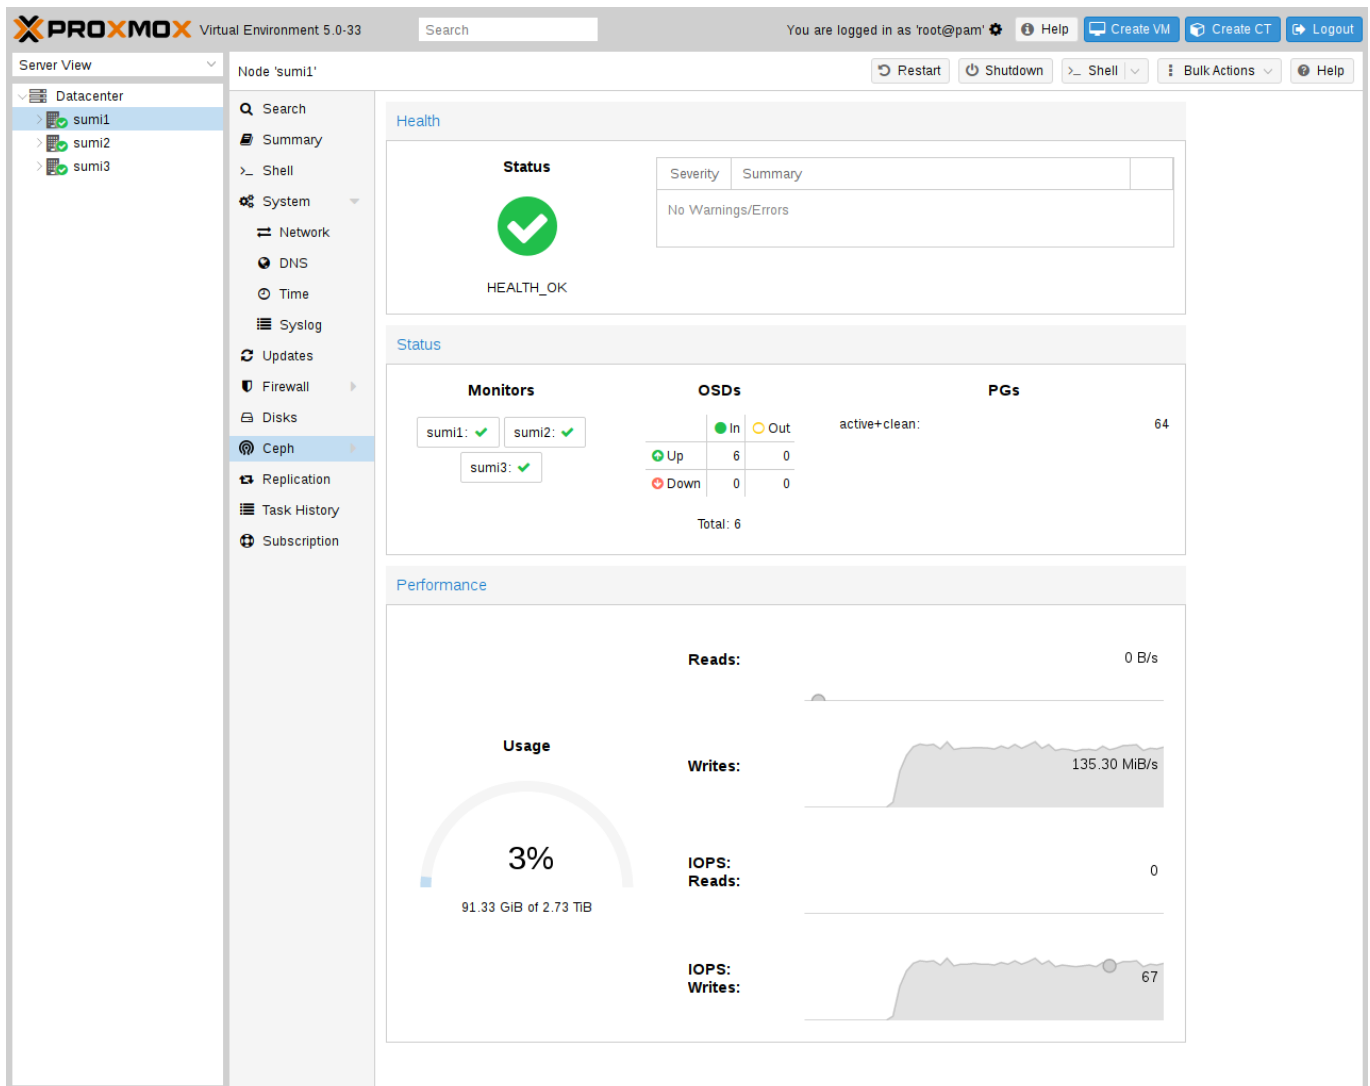 PROXMOX Virtual Environment 5.0-33
Search
You are logged in as 'root@pam'
Help
Create VM
Create CT
Logout
Server View
Datacenter
sumi1
sumi2
sumi3
Node 'sumi1'
Restart
Shutdown
>_ Shell
Bulk Actions
Help
Search
Summary
>_ Shell
System
Network
DNS
Time
Syslog
Updates
Firewall
Disks
Ceph
Replication
Task History
Subscription
Health
Status
HEALTH_OK
Severity Summary
No Warnings/Errors
Status
Monitors
sumi1: sumi2:
sumi3:
OSDs
In Out
Up 6 0
Down 0 0
Total: 6
PGs
active+clean: 64
Performance
Usage
3%
91.33 GiB of 2.73 TiB
Reads: 0 B/s
Writes: 135.30 MiB/s
IOPS:
Reads: 0
IOPS:
Writes: 67